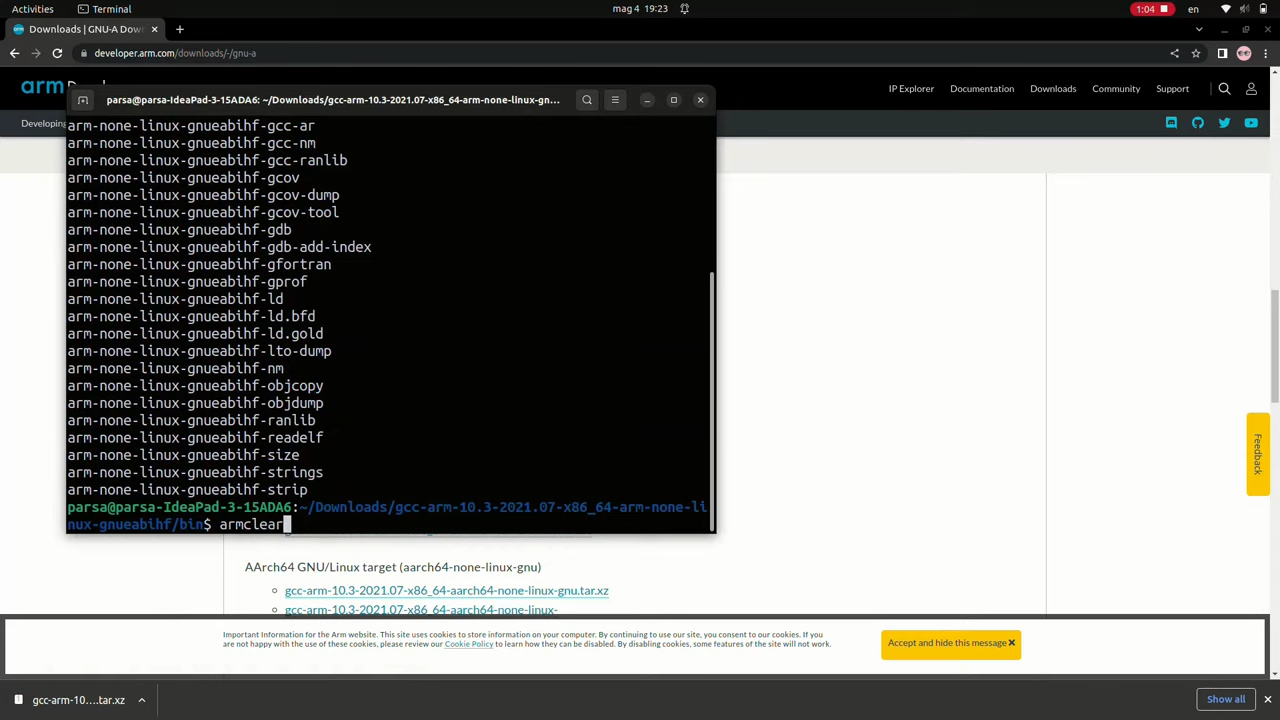 Activities
Terminal
mag 4 19:23
1:04
en
Downloads | GNU-A Dow
developer.arm.com/downloads/-/gnu-a
arm
IP Explorer
Documentation
Downloads
Community
Support
Developing
parsa@parsa-IdeaPad-3-15ADA6: ~/Downloads/gcc-arm-10.3-2021.07-x86_64-arm-none-linux-gn...
arm-none-linux-gnueabihf-gcc-ar
arm-none-linux-gnueabihf-gcc-nm
arm-none-linux-gnueabihf-gcc-ranlib
arm-none-linux-gnueabihf-gcov
arm-none-linux-gnueabihf-gcov-dump
arm-none-linux-gnueabihf-gcov-tool
arm-none-linux-gnueabihf-gdb
arm-none-linux-gnueabihf-gdb-add-index
arm-none-linux-gnueabihf-gfortran
arm-none-linux-gnueabihf-gprof
arm-none-linux-gnueabihf-ld
arm-none-linux-gnueabihf-ld.bfd
arm-none-linux-gnueabihf-ld.gold
arm-none-linux-gnueabihf-lto-dump
arm-none-linux-gnueabihf-nm
arm-none-linux-gnueabihf-objcopy
arm-none-linux-gnueabihf-objdump
arm-none-linux-gnueabihf-ranlib
arm-none-linux-gnueabihf-readelf
arm-none-linux-gnueabihf-size
arm-none-linux-gnueabihf-strings
arm-none-linux-gnueabihf-strip
parsa@parsa-IdeaPad-3-15ADA6:~/Downloads/gcc-arm-10.3-2021.07-x86_64-arm-none-li
nux-gnueabihf/bin$ armclear
AArch64 GNU/Linux target (aarch64-none-linux-gnu)
gcc-arm-10.3-2021.07-x86_64-aarch64-none-linux-gnu.tar.xz
gcc-arm-10.3-2021.07-x86_64-aarch64-none-linux-
Feedback
Important Information for the Arm website. This site uses cookies to store information on your computer. By continuing to use our site, you consent to our cookies. If you
are not happy with the use of these cookies, please review our Cookie Policy to learn how they can be disabled. By disabling cookies, some features of the site will not work.
Accept and hide this message
gcc-arm-10....tar.xz
Show all